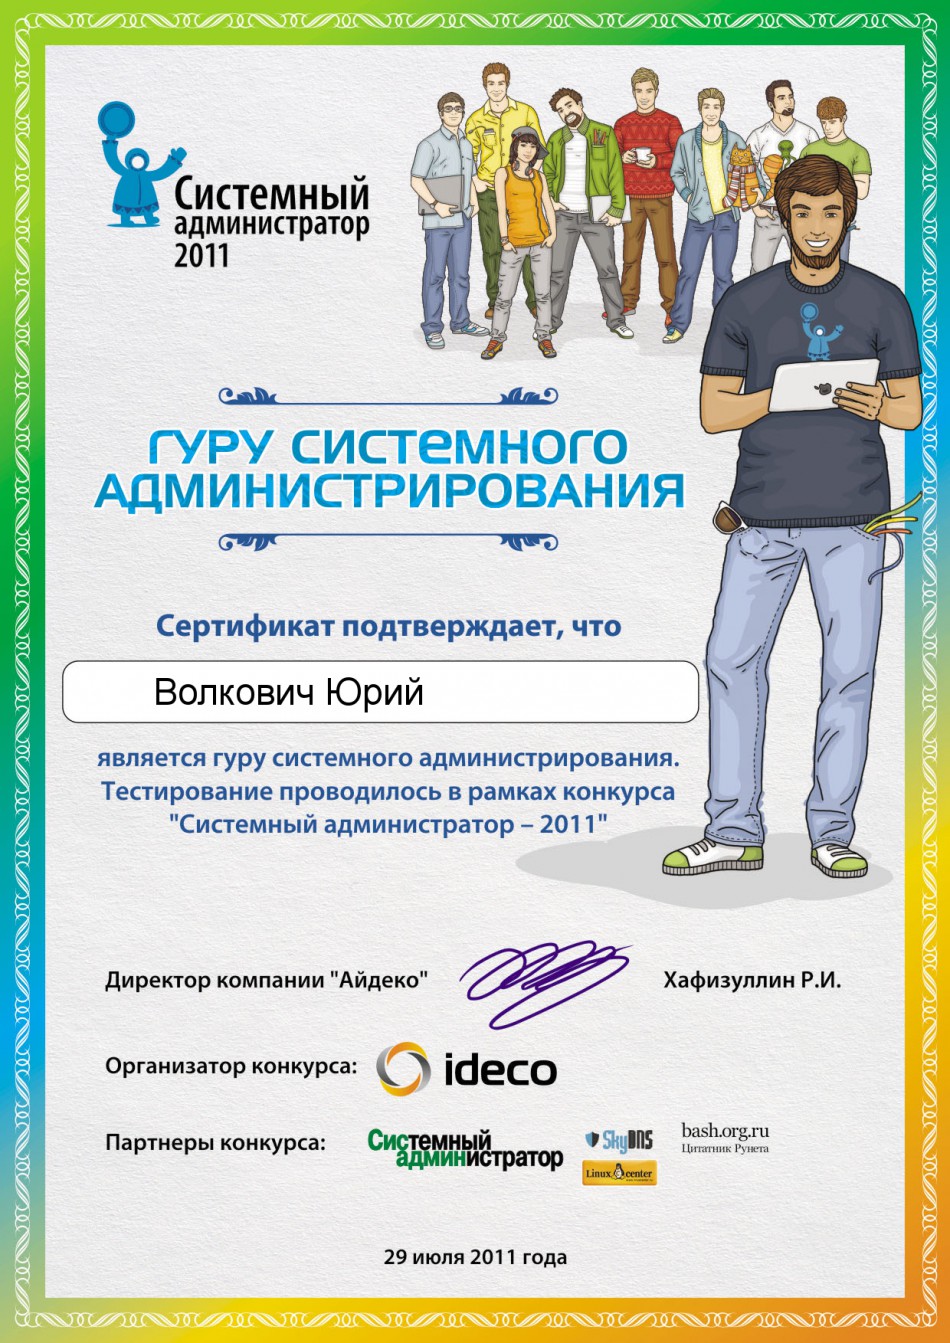 Системный
администратор
2011
ГУРУ СИСТЕМНОГО
АДМИНИСТРИРОВАНИЯ
Сертификат подтверждает, что
Волкович Юрий
является гуру системного администрирования.
Тестирование проводилось в рамках конкурса
"Системный администратор – 2011"
Директор компании "Айдеко" Хафизуллин Р.И.
Организатор конкурса: ideco
Партнеры конкурса:
Системный
администратор
SkyDNS
Linux center
bash.org.ru
Цитатник Рунета
29 июля 2011 года